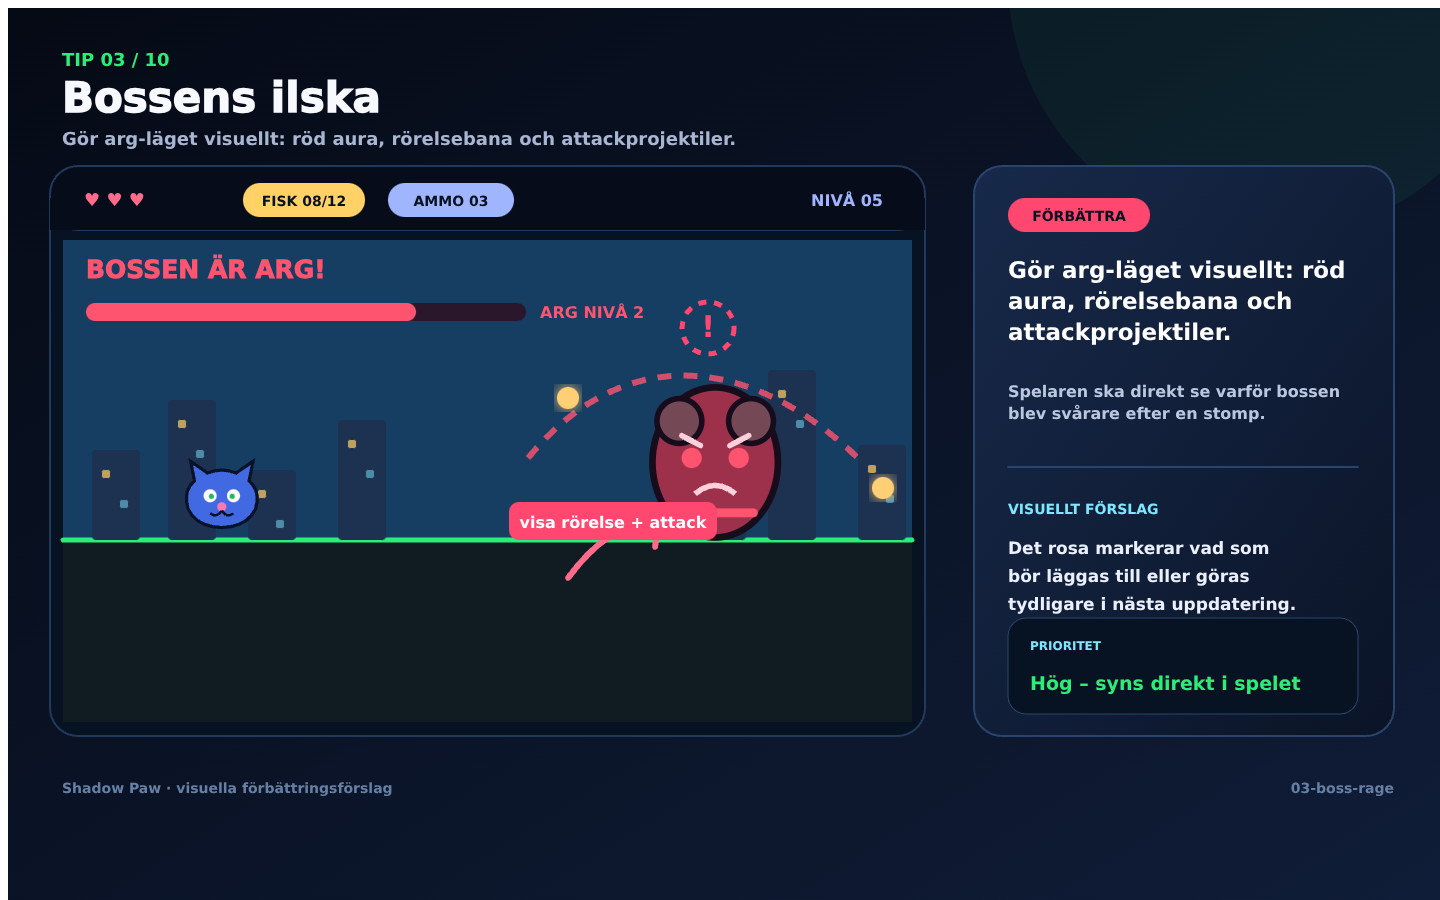 TIP 03 / 10
Bossens ilska
Gör arg-läget visuellt: röd aura, rörelsebana och attackprojektiler.
♥ ♥ ♥
FISK 08/12
AMMO 03
NIVÅ 05
BOSSEN ÄR ARG!
ARG NIVÅ 2
!
visa rörelse + attack
FÖRBÄTTRA
Gör arg-läget visuellt: röd
aura, rörelsebana och
attackprojektiler.
Spelaren ska direkt se varför bossen
blev svårare efter en stomp.
VISUELLT FÖRSLAG
Det rosa markerar vad som
bör läggas till eller göras
tydligare i nästa uppdatering.
PRIORITET
Hög – syns direkt i spelet
Shadow Paw · visuella förbättringsförslag
03-boss-rage